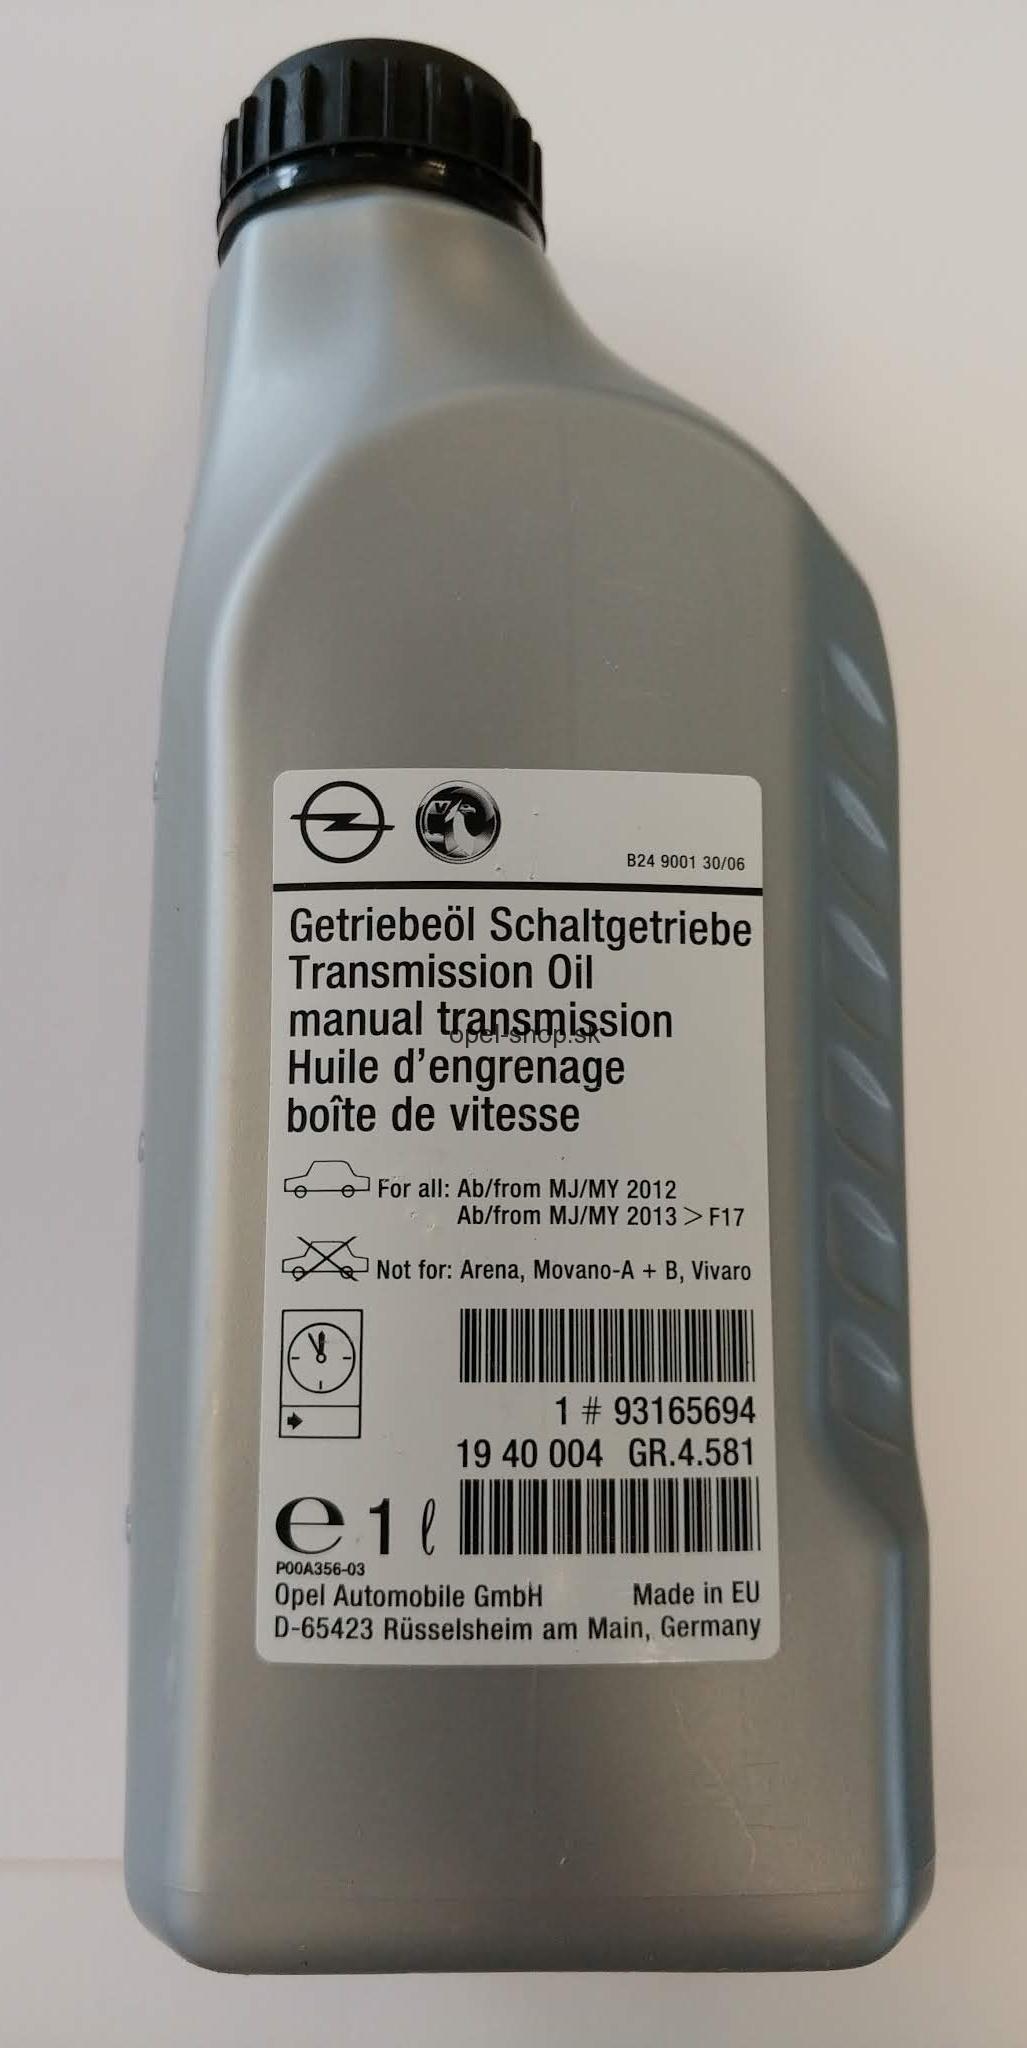 B24 9001 30/06
Getriebeöl Schaltgetriebe
Transmission Oil
manual transmission
opel-shop.sk
Huile d'engrenage
boîte de vitesse
For all: Ab/from MJ/MY 2012
Ab/from MJ/MY 2013 > F17
Not for: Arena, Movano-A + B, Vivaro
1 # 93165694
19 40 004 GR.4.581
e 1 ℓ
P00A356-03
Opel Automobile GmbH Made in EU
D-65423 Rüsselsheim am Main, Germany